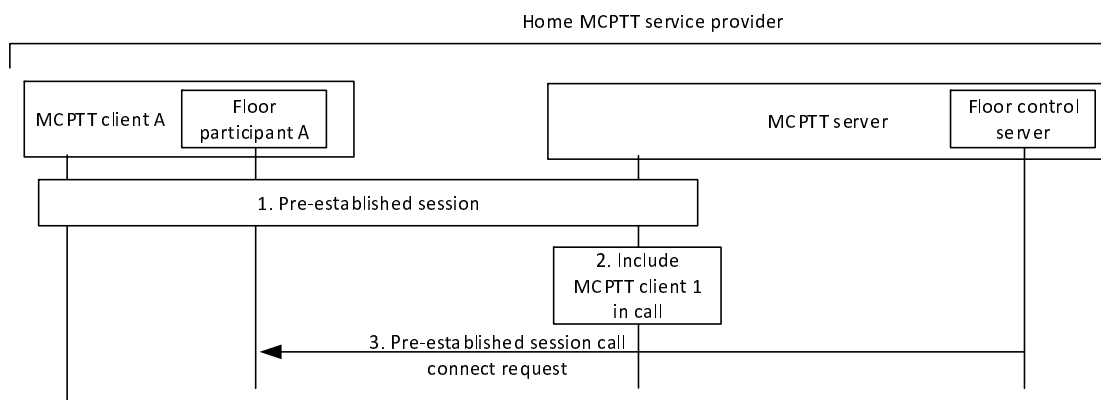 Home MCPTT service provider
MCPTT client A
Floor
participant A
MCPTT server
Floor control
server
1. Pre-established session
2. Include
MCPTT client 1
in call
3. Pre-established session call
connect request